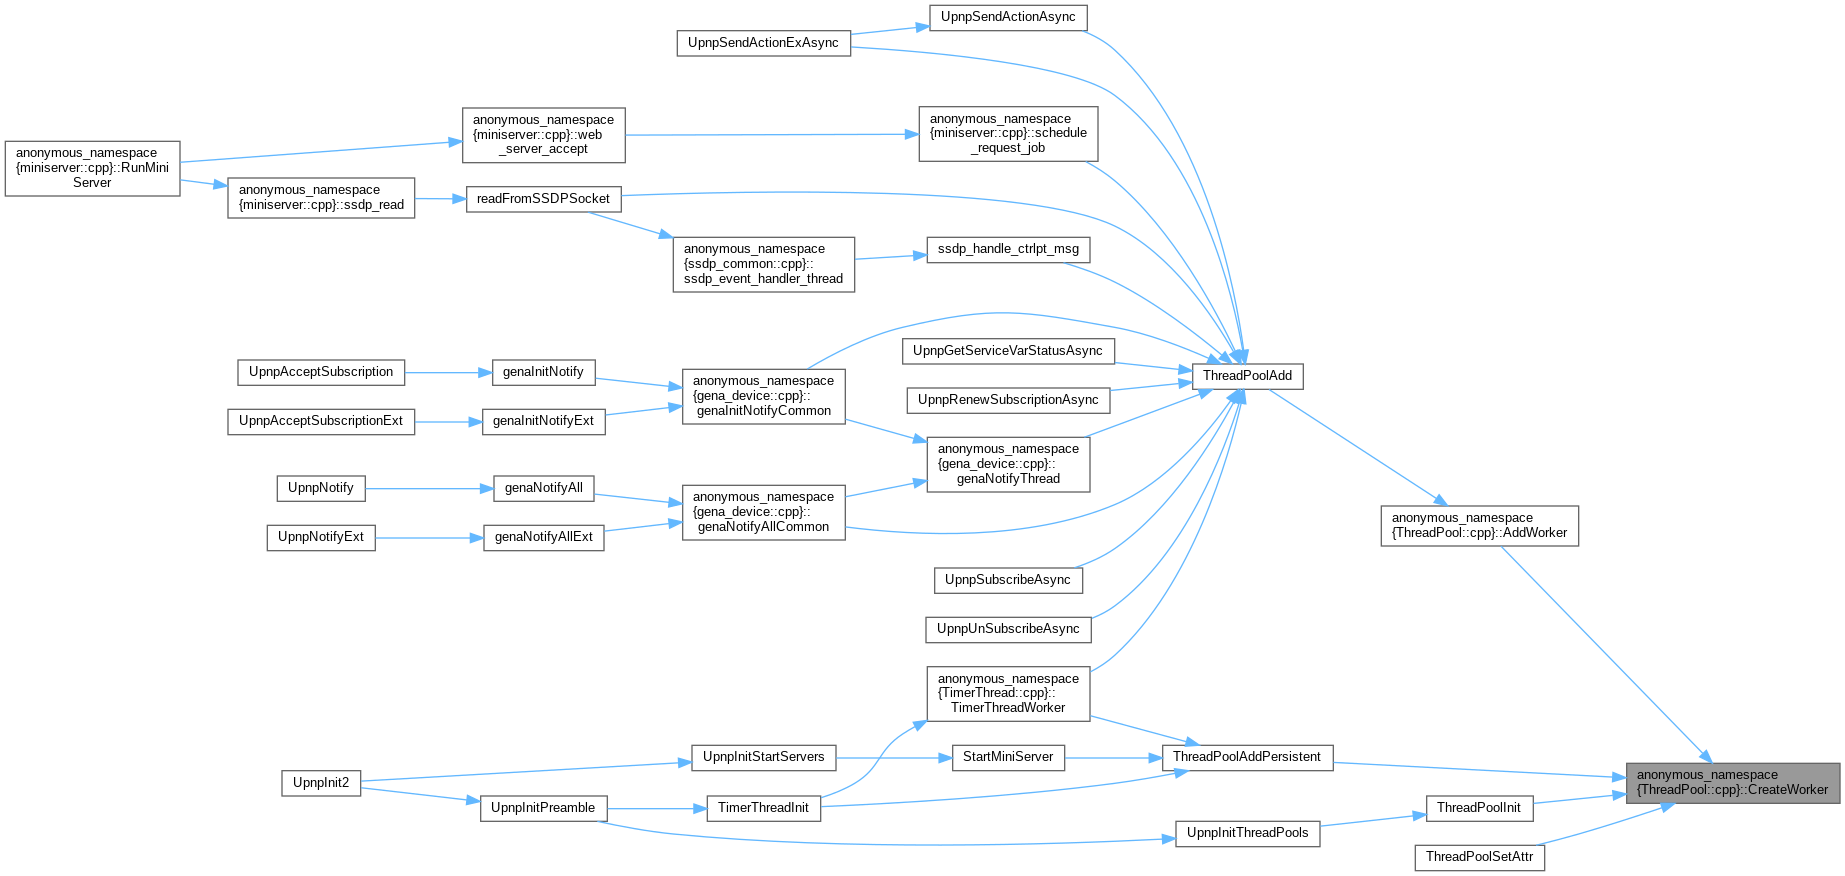 UpnpSendActionAsync
UpnpSendActionExAsync
anonymous_namespace
{miniserver::cpp}::web
_server_accept
anonymous_namespace
{miniserver::cpp}::schedule
_request_job
anonymous_namespace
{miniserver::cpp}::RunMini
Server
anonymous_namespace
{miniserver::cpp}::ssdp_read
readFromSSDPSocket
anonymous_namespace
{ssdp_common::cpp}::
ssdp_event_handler_thread
ssdp_handle_ctrlpt_msg
UpnpGetServiceVarStatusAsync
ThreadPoolAdd
UpnpAcceptSubscription
genaInitNotify
anonymous_namespace
{gena_device::cpp}::
genaInitNotifyCommon
UpnpRenewSubscriptionAsync
UpnpAcceptSubscriptionExt
genaInitNotifyExt
anonymous_namespace
{gena_device::cpp}::
genaNotifyThread
UpnpNotify
genaNotifyAll
anonymous_namespace
{gena_device::cpp}::
genaNotifyAllCommon
UpnpNotifyExt
genaNotifyAllExt
anonymous_namespace
{ThreadPool::cpp}::AddWorker
UpnpSubscribeAsync
UpnpUnSubscribeAsync
anonymous_namespace
{TimerThread::cpp}::
TimerThreadWorker
UpnpInitStartServers
StartMiniServer
ThreadPoolAddPersistent
UpnpInit2
anonymous_namespace
{ThreadPool::cpp}::CreateWorker
UpnpInitPreamble
TimerThreadInit
ThreadPoolInit
UpnpInitThreadPools
ThreadPoolSetAttr